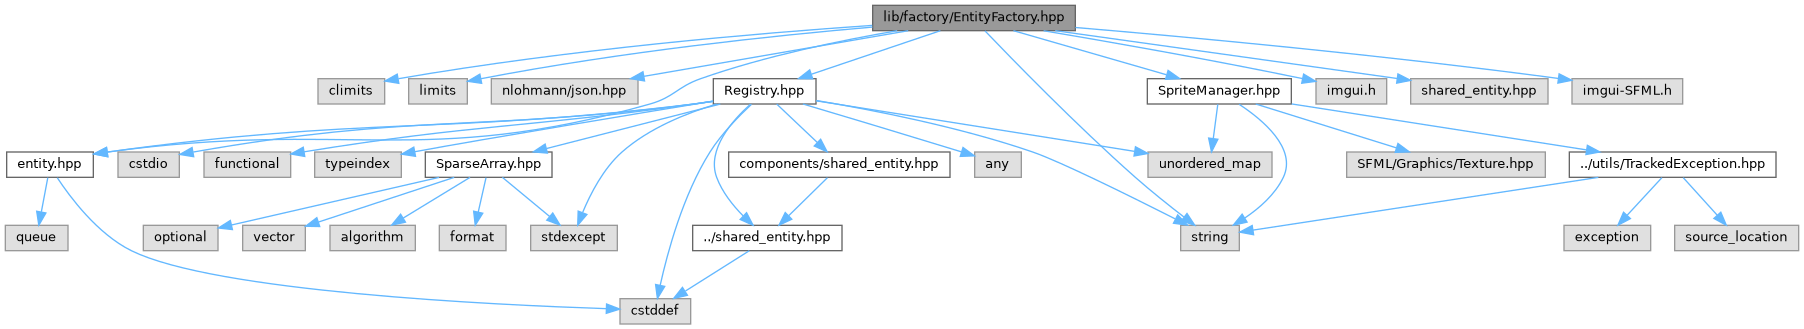 lib/factory/EntityFactory.hpp
climits
limits
nlohmann/json.hpp
Registry.hpp
SpriteManager.hpp
imgui.h
shared_entity.hpp
imgui-SFML.h
entity.hpp
cstdio
functional
typeindex
SparseArray.hpp
components/shared_entity.hpp
any
unordered_map
SFML/Graphics/Texture.hpp
../utils/TrackedException.hpp
queue
optional
vector
algorithm
format
stdexcept
../shared_entity.hpp
string
exception
source_location
cstddef